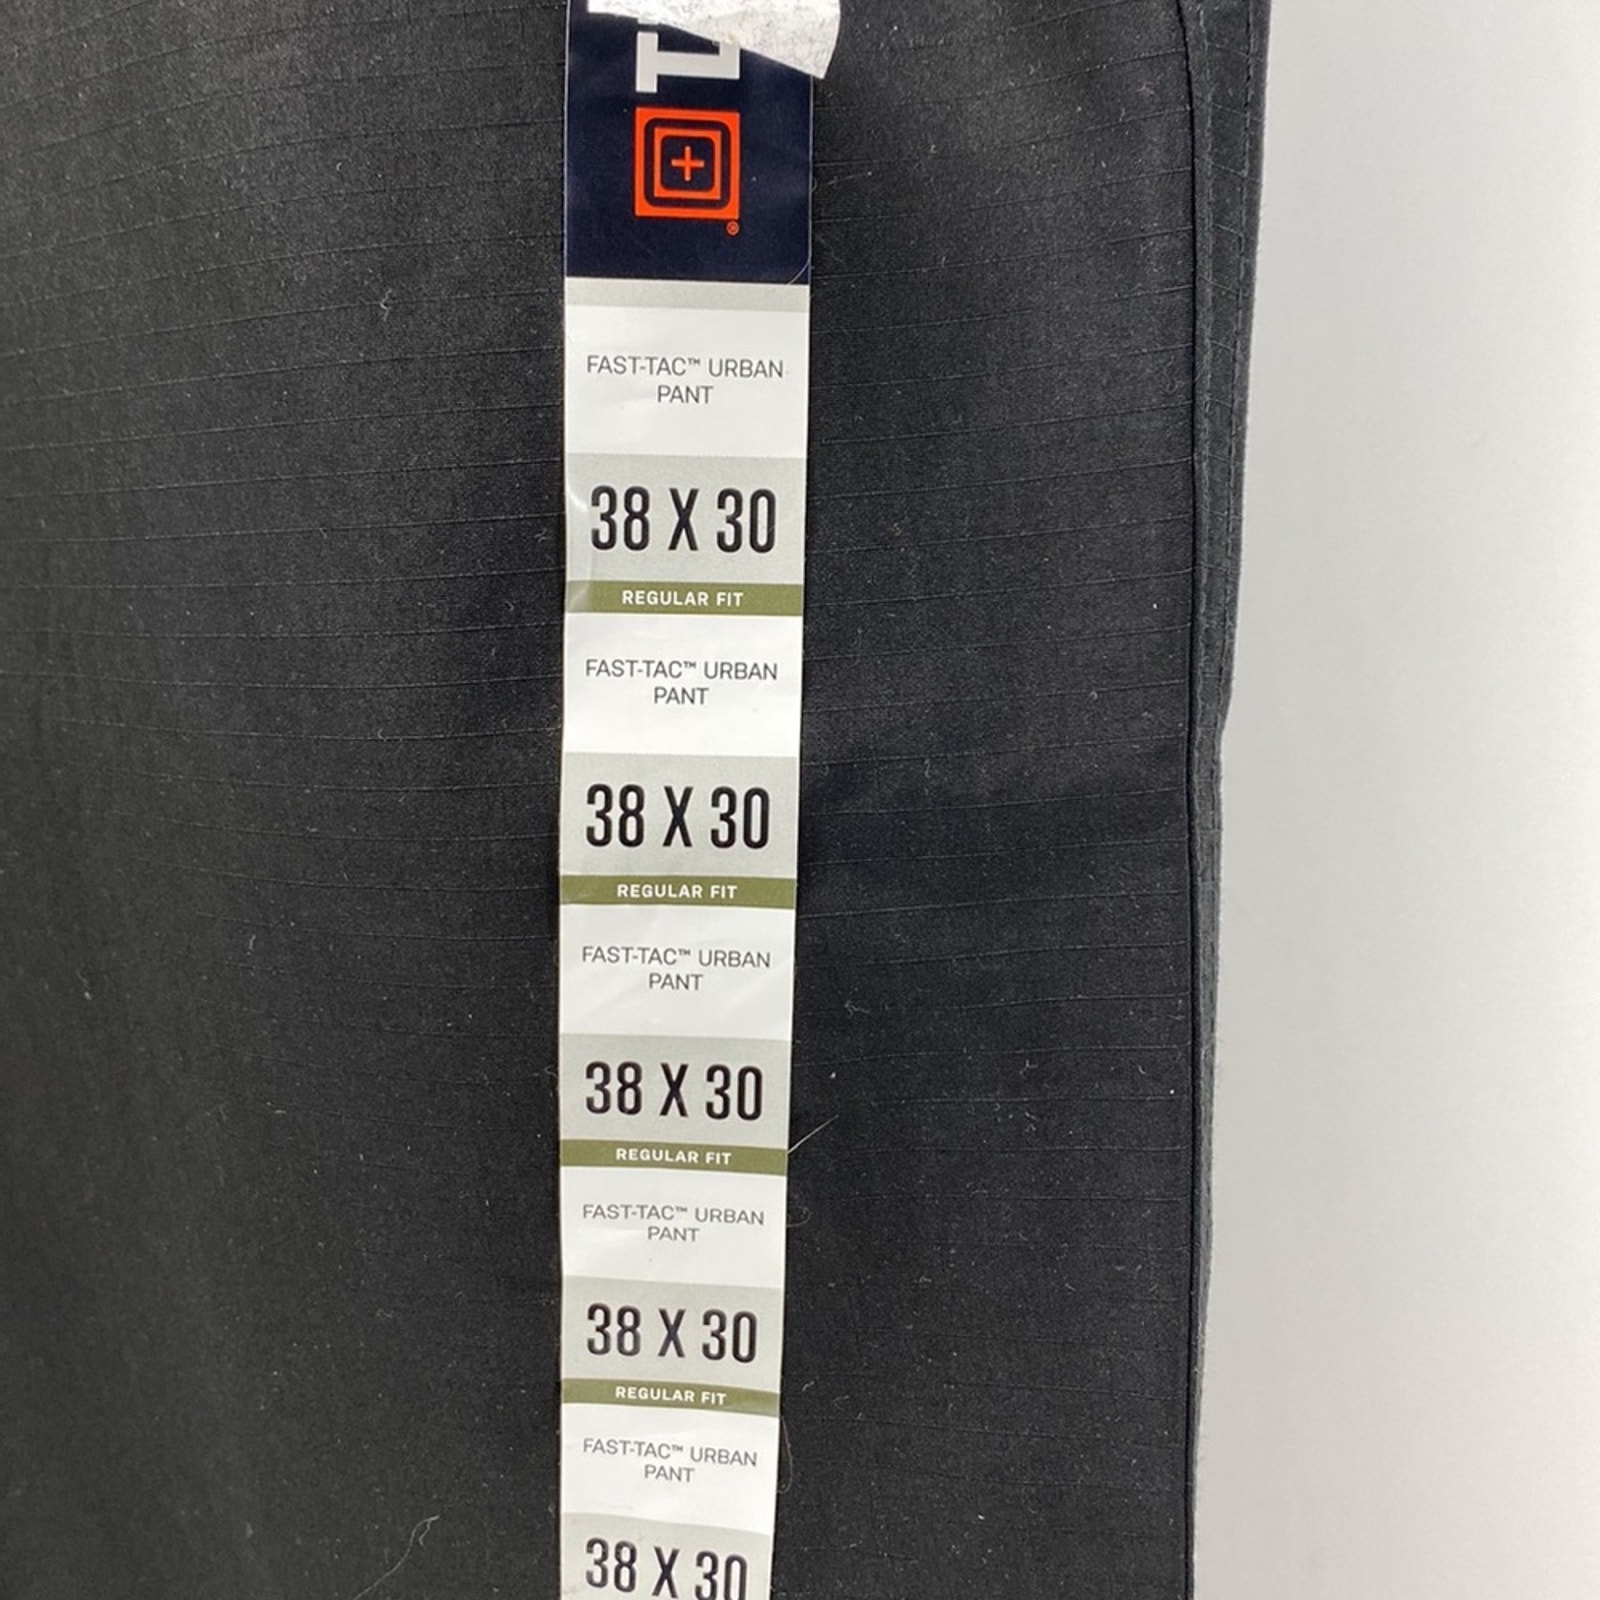 1
®
FAST-TAC™ URBAN
PANT
38 X 30
REGULAR FIT
FAST-TAC™ URBAN
PANT
38 X 30
REGULAR FIT
FAST-TAC™ URBAN
PANT
38 X 30
REGULAR FIT
FAST-TAC™ URBAN
PANT
38 X 30
REGULAR FIT
FAST-TAC™ URBAN
PANT
38 X 30